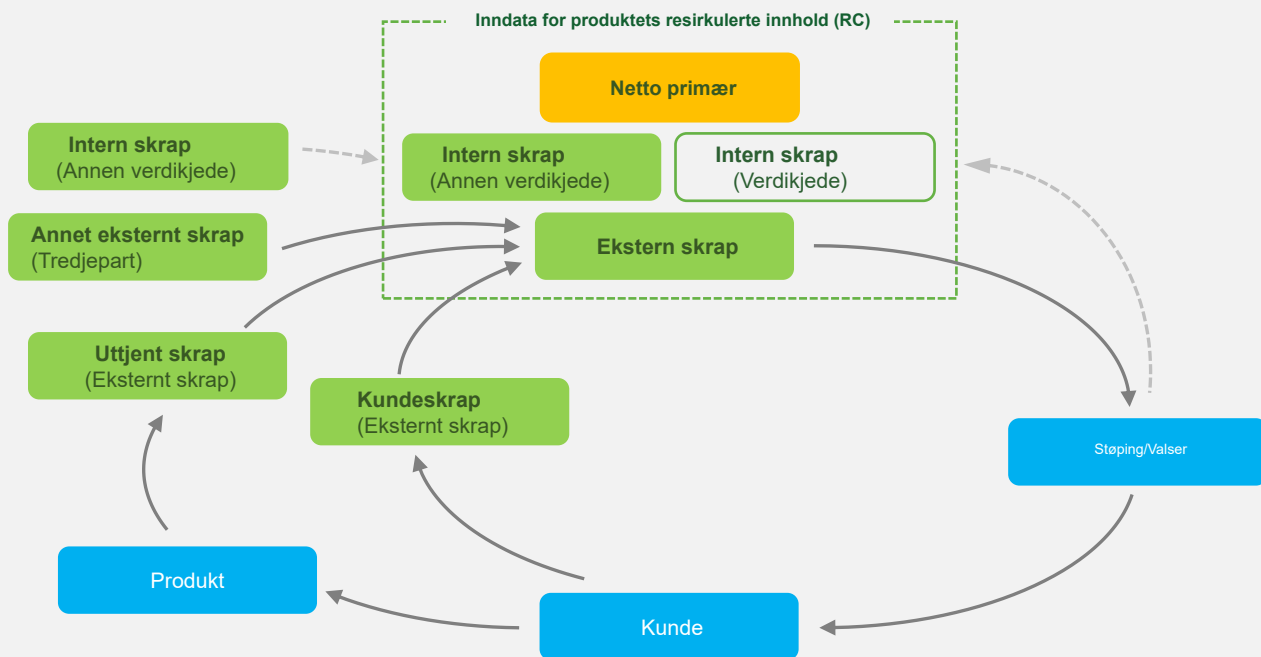 Inndata for produktets resirkulerte innhold (RC)
Netto primær
Intern skrap
(Annen verdikjede)
Intern skrap
(Annen verdikjede)
Intern skrap
(Verdikjede)
Annet eksternt skrap
(Tredjepart)
Ekstern skrap
Uttjent skrap
(Eksternt skrap)
Kundeskrap
(Eksternt skrap)
Støping/Valser
Produkt
Kunde